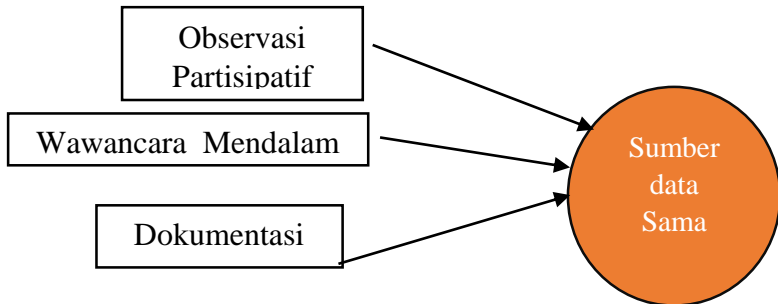 Observasi
Partisipatif
Wawancara Mendalam
Dokumentasi
Sumber
data
Sama